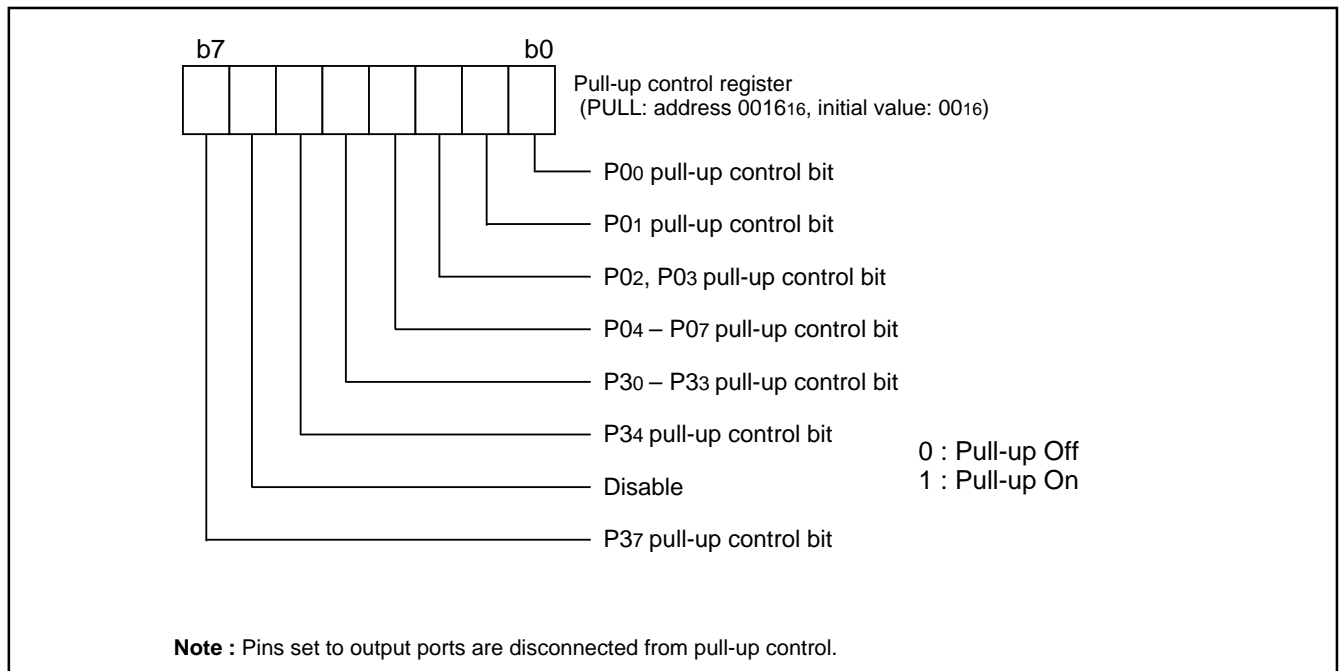 b7 b0
Pull-up control register
(PULL: address 001616, initial value: 0016)
P00 pull-up control bit
P01 pull-up control bit
P02, P03 pull-up control bit
P04 – P07 pull-up control bit
P30 – P33 pull-up control bit
P34 pull-up control bit
0 : Pull-up Off
1 : Pull-up On
Disable
P37 pull-up control bit
Note : Pins set to output ports are disconnected from pull-up control.